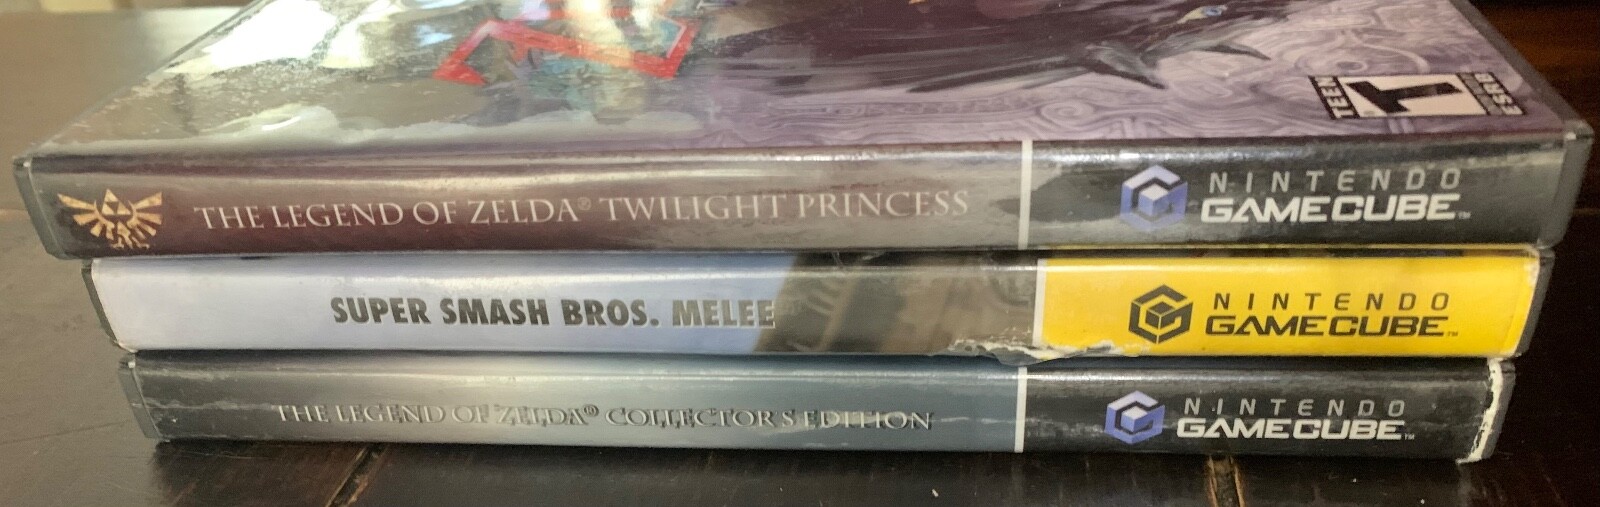 TEEN
T
ESRB
THE LEGEND OF ZELDA® TWILIGHT PRINCESS
NINTENDO
GAMECUBE™
SUPER SMASH BROS. MELEE
NINTENDO
GAMECUBE™
THE LEGEND OF ZELDA® COLLECTOR'S EDITION
NINTENDO
GAMECUBE™